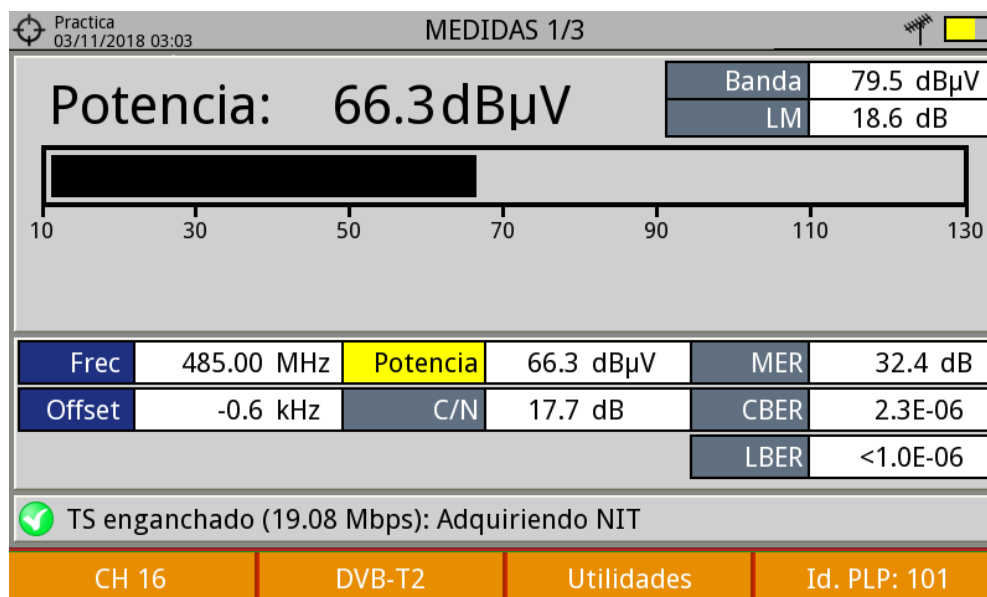 Practica
03/11/2018 03:03
MEDIDAS 1/3
Potencia: 66.3 dBµV
Banda 79.5 dBµV
LM 18.6 dB
10 30 50 70 90 110 130
Frec 485.00 MHz Potencia 66.3 dBµV MER 32.4 dB
Offset -0.6 kHz C/N 17.7 dB CBER 2.3E-06
LBER <1.0E-06
TS enganchado (19.08 Mbps): Adquiriendo NIT
CH 16 DVB-T2 Utilidades Id. PLP: 101